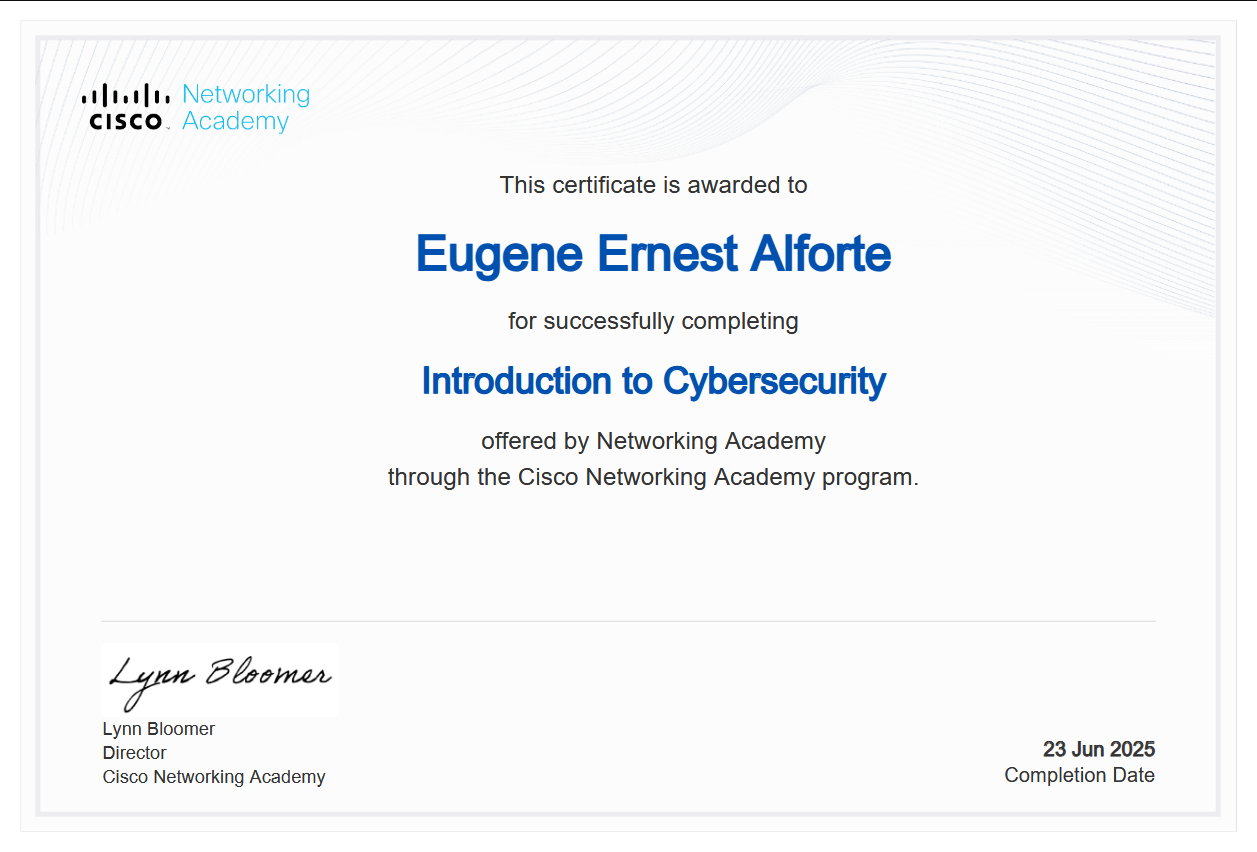 Networking
CISCO Academy
This certificate is awarded to
Eugene Ernest Alforte
for successfully completing
Introduction to Cybersecurity
offered by Networking Academy
through the Cisco Networking Academy program.
Lynn Bloomer
Lynn Bloomer
Director
Cisco Networking Academy
23 Jun 2025
Completion Date